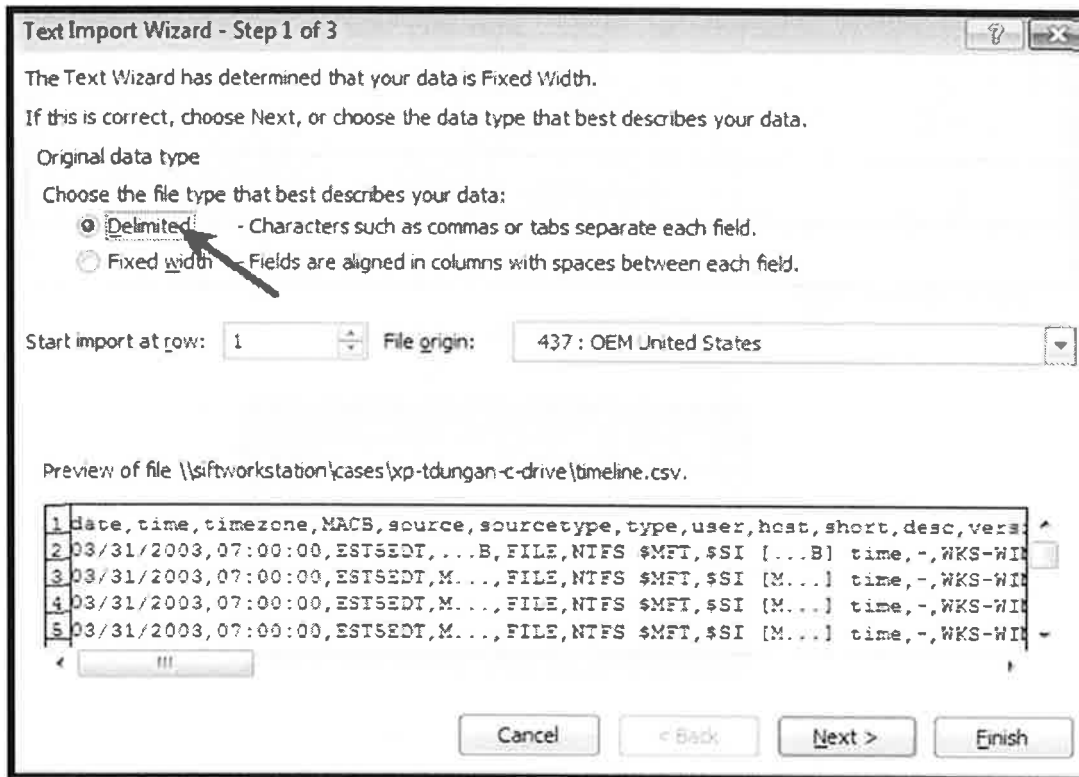 Text Import Wizard - Step 1 of 3
The Text Wizard has determined that your data is Fixed Width.
If this is correct, choose Next, or choose the data type that best describes your data.
Original data type
Choose the file type that best describes your data:
Delimited - Characters such as commas or tabs separate each field.
Fixed width - Fields are aligned in columns with spaces between each field.
Start import at row: 1 File origin: 437 : OEM United States
Preview of file \\siftworkstation\cases\xp-tdungan-c-drive\timeline.csv.
1 date,time,timezone,MACB,source,sourcetype,type,user,host,short,desc,vers
2 03/31/2003,07:00:00,EST5EDT,...B,FILE,NTFS $MFT,$SI [...B] time,-,WKS-WI
3 03/31/2003,07:00:00,EST5EDT,M...,FILE,NTFS $MFT,$SI [M...] time,-,WKS-WI
4 03/31/2003,07:00:00,EST5EDT,M...,FILE,NTFS $MFT,$SI [M...] time,-,WKS-WI
5 03/31/2003,07:00:00,EST5EDT,M...,FILE,NTFS $MFT,$SI [M...] time,-,WKS-WI
Cancel < Back Next > Finish